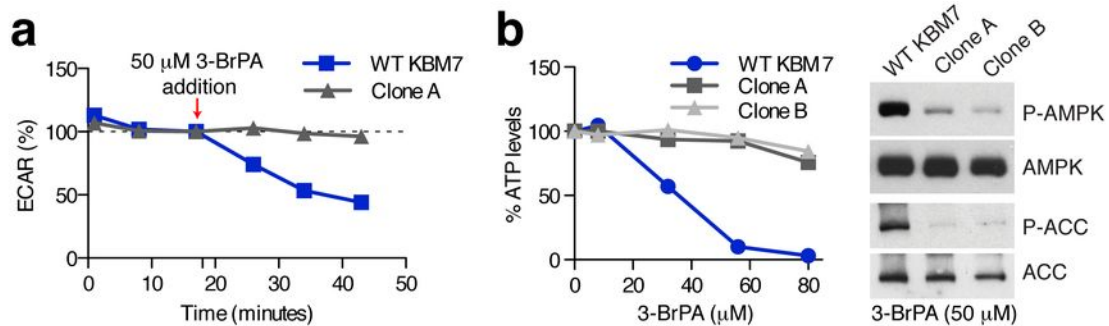 a
150
100
50
0
ECAR (%)
0 10 20 30 40 50
Time (minutes)
50 μM 3-BrPA
addition
WT KBM7
Clone A
b
150
100
50
0
% ATP levels
0 20 40 60 80
3-BrPA (μM)
WT KBM7
Clone A
Clone B
WT KBM7
Clone A
Clone B
P-AMPK
AMPK
P-ACC
ACC
3-BrPA (50 μM)